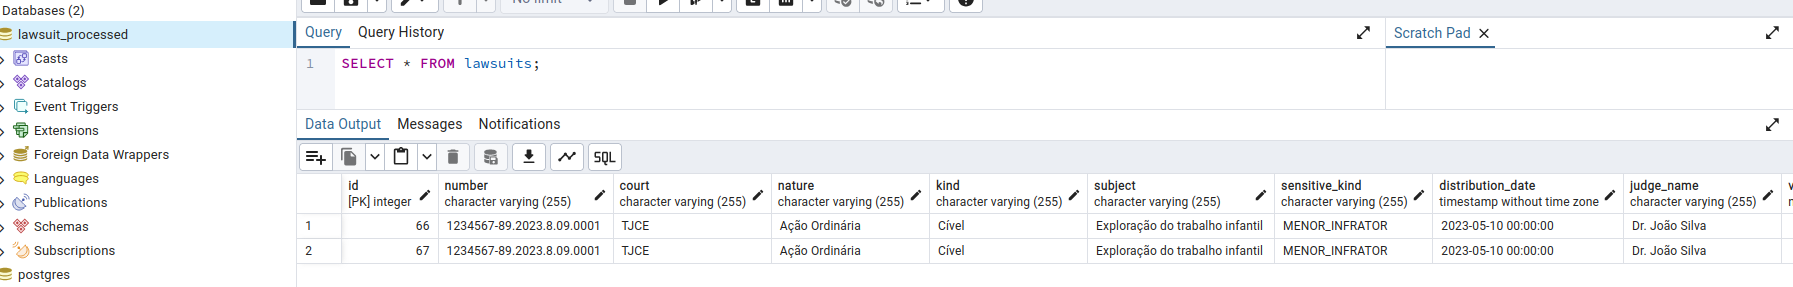 Databases (2)
lawsuit_processed
Casts
Catalogs
Event Triggers
Extensions
Foreign Data Wrappers
Languages
Publications
Schemas
Subscriptions
postgres
No limit
Query Query History
Scratch Pad
1 SELECT * FROM lawsuits;
Data Output Messages Notifications
SQL
id number court nature kind subject sensitive_kind distribution_date judge_name
[PK] integer character varying (255) character varying (255) character varying (255) character varying (255) character varying (255) character varying (255) timestamp without time zone character varying (255)
1 66 1234567-89.2023.8.09.0001 TJCE Ação Ordinária Cível Exploração do trabalho infantil MENOR_INFRATOR 2023-05-10 00:00:00 Dr. João Silva
2 67 1234567-89.2023.8.09.0001 TJCE Ação Ordinária Cível Exploração do trabalho infantil MENOR_INFRATOR 2023-05-10 00:00:00 Dr. João Silva